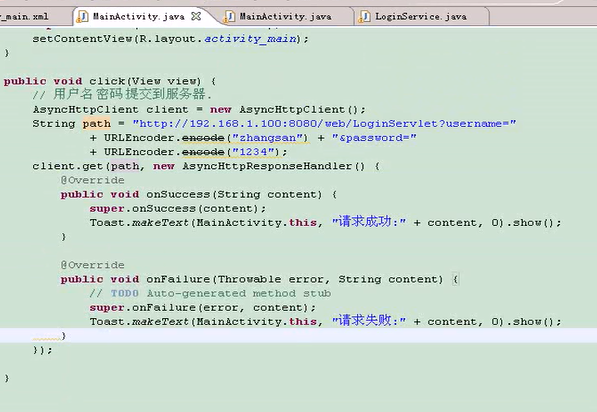 _main.xml MainActivity.java MainActivity.java LoginService.java
setContentView(R.layout.activity_main);
}
public void click(View view) {
// 用户名密码提交到服务器.
AsyncHttpClient client = new AsyncHttpClient();
String path = "http://192.168.1.100:8080/web/LoginServlet?username="
+ URLEncoder.encode("zhangsan") + "&password="
+ URLEncoder.encode("1234");
client.get(path, new AsyncHttpResponseHandler() {
@Override
public void onSuccess(String content) {
super.onSuccess(content);
Toast.makeText(MainActivity.this, "请求成功:" + content, 0).show();
}
@Override
public void onFailure(Throwable error, String content) {
// TODO Auto-generated method stub
super.onFailure(error, content);
Toast.makeText(MainActivity.this, "请求失败:" + content, 0).show();
}
});
}